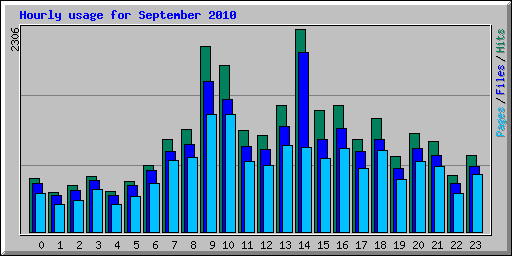 Hourly usage for September 2010
2306
Pages/Files/Hits
0 1 2 3 4 5 6 7 8 9 10 11 12 13 14 15 16 17 18 19 20 21 22 23